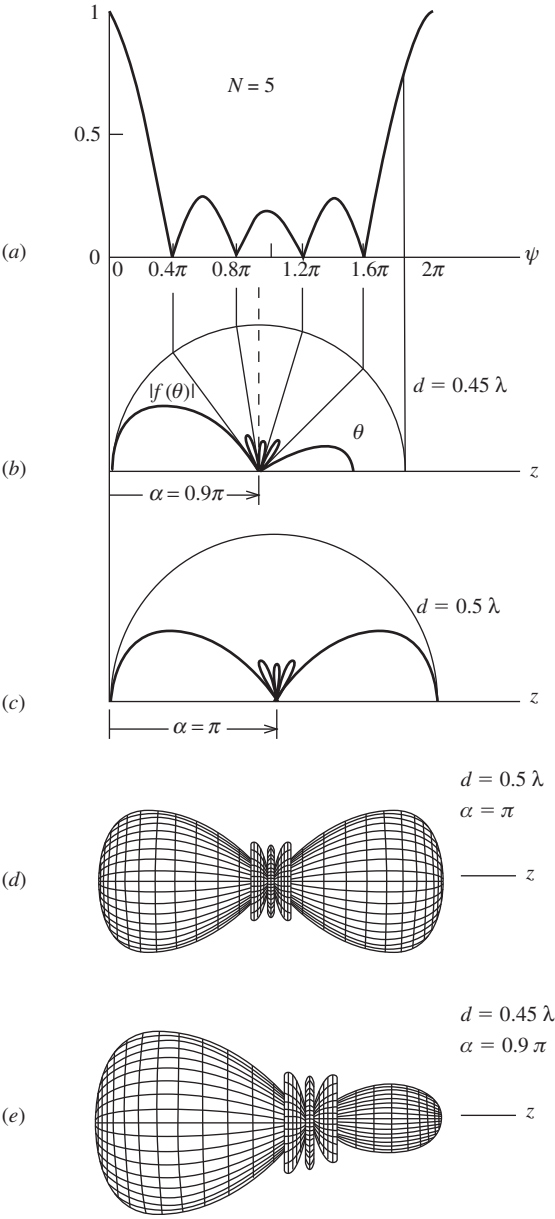 1
N = 5
0.5
(a)
0
0 0.4π 0.8π 1.2π 1.6π 2π ψ
|f (θ)|
d = 0.45 λ
θ
(b)
z
α = 0.9π
d = 0.5 λ
(c)
z
α = π
d = 0.5 λ
α = π
(d)
z
d = 0.45 λ
α = 0.9 π
(e)
z